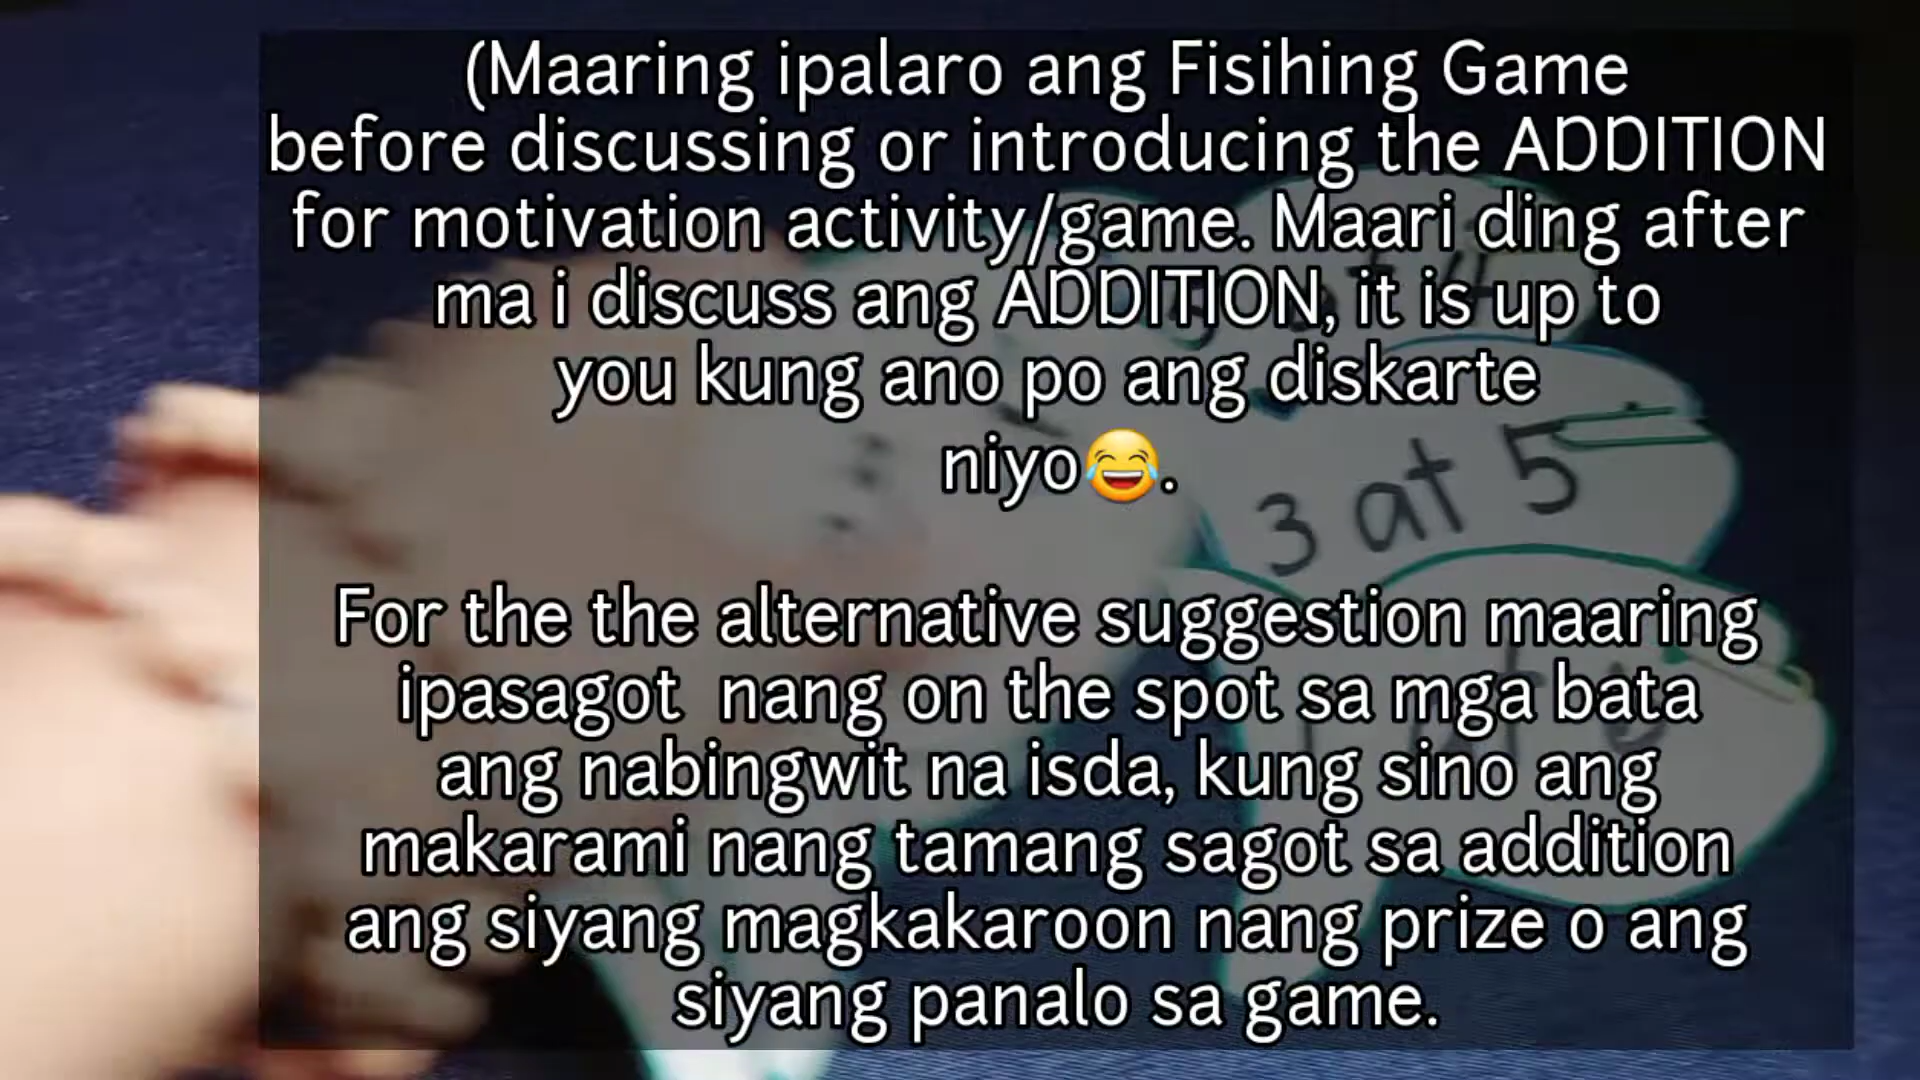 (Maaring ipalaro ang Fisihing Game
before discussing or introducing the ADDITION
for motivation activity/game. Maari ding after
ma i discuss ang ADDITION, it is up to
you kung ano po ang diskarte
niyo😂.
3 at 5
For the the alternative suggestion maaring
ipasagot nang on the spot sa mga bata
ang nabingwit na isda, kung sino ang
makarami nang tamang sagot sa addition
ang siyang magkakaroon nang prize o ang
siyang panalo sa game.